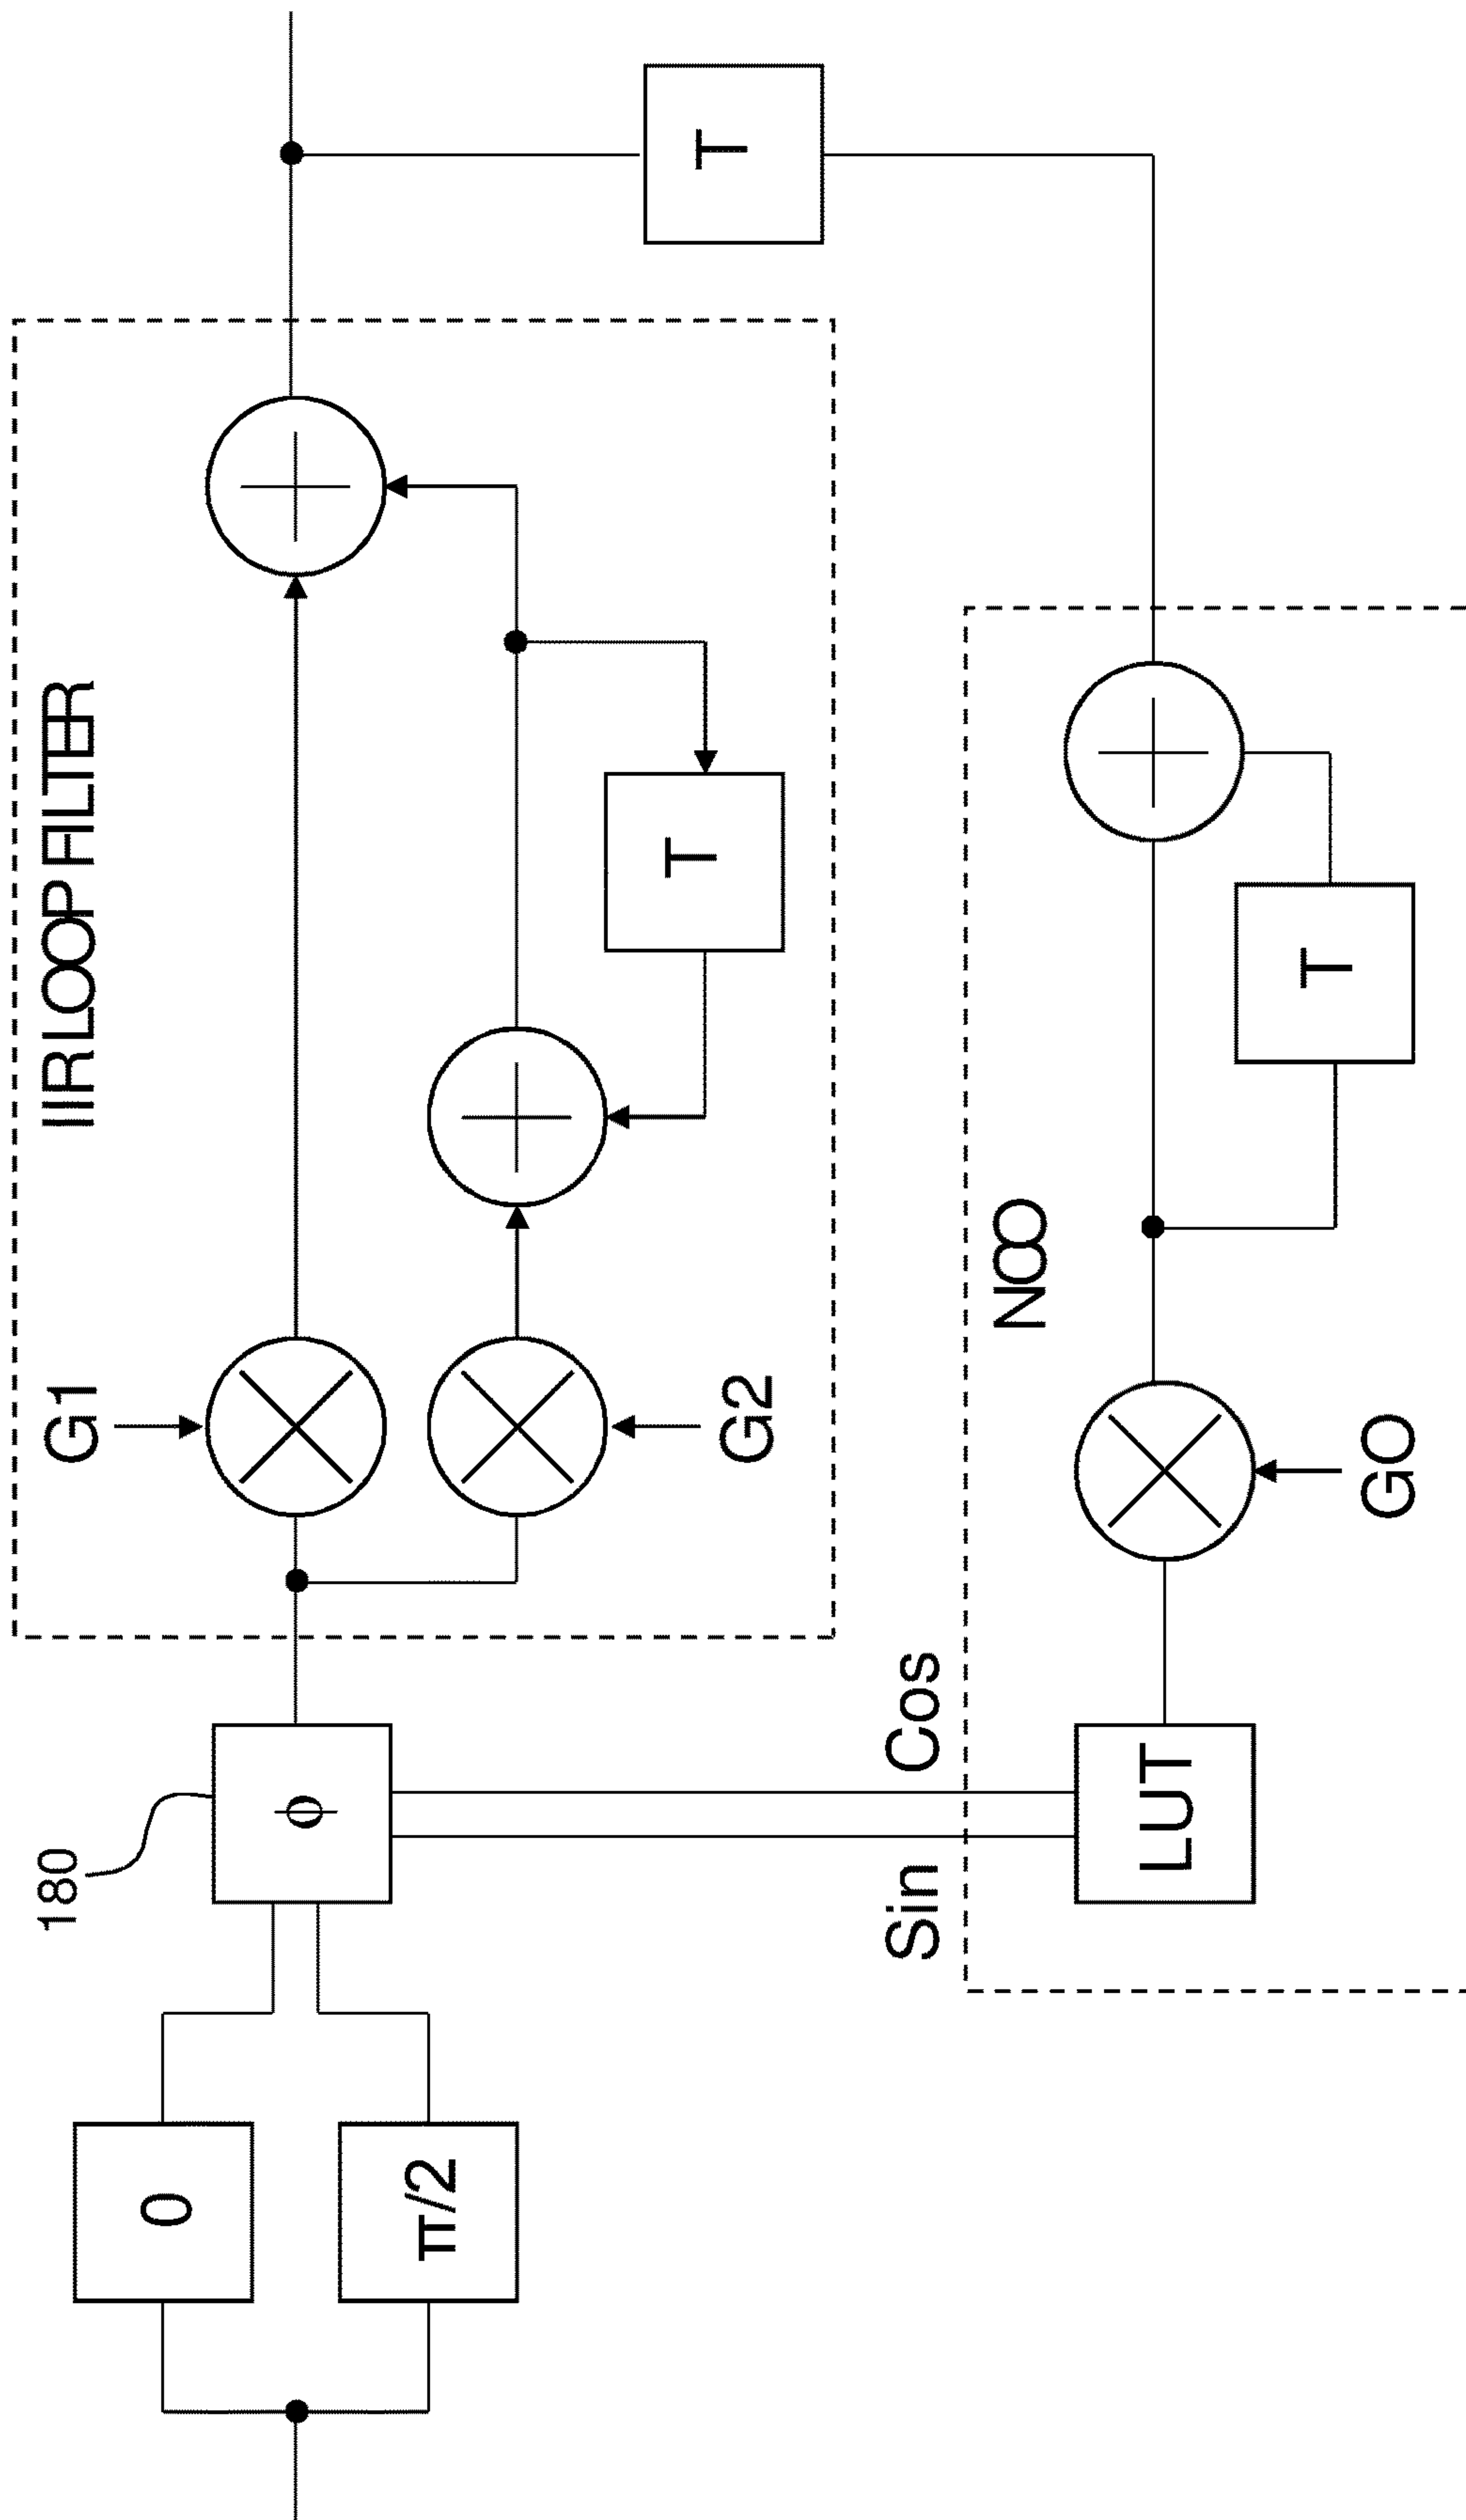 IIR LOOP FILTER
G1
T
T
G2
180
0
π/2
ϕ
Sin
Cos
NCO
T
LUT
GO